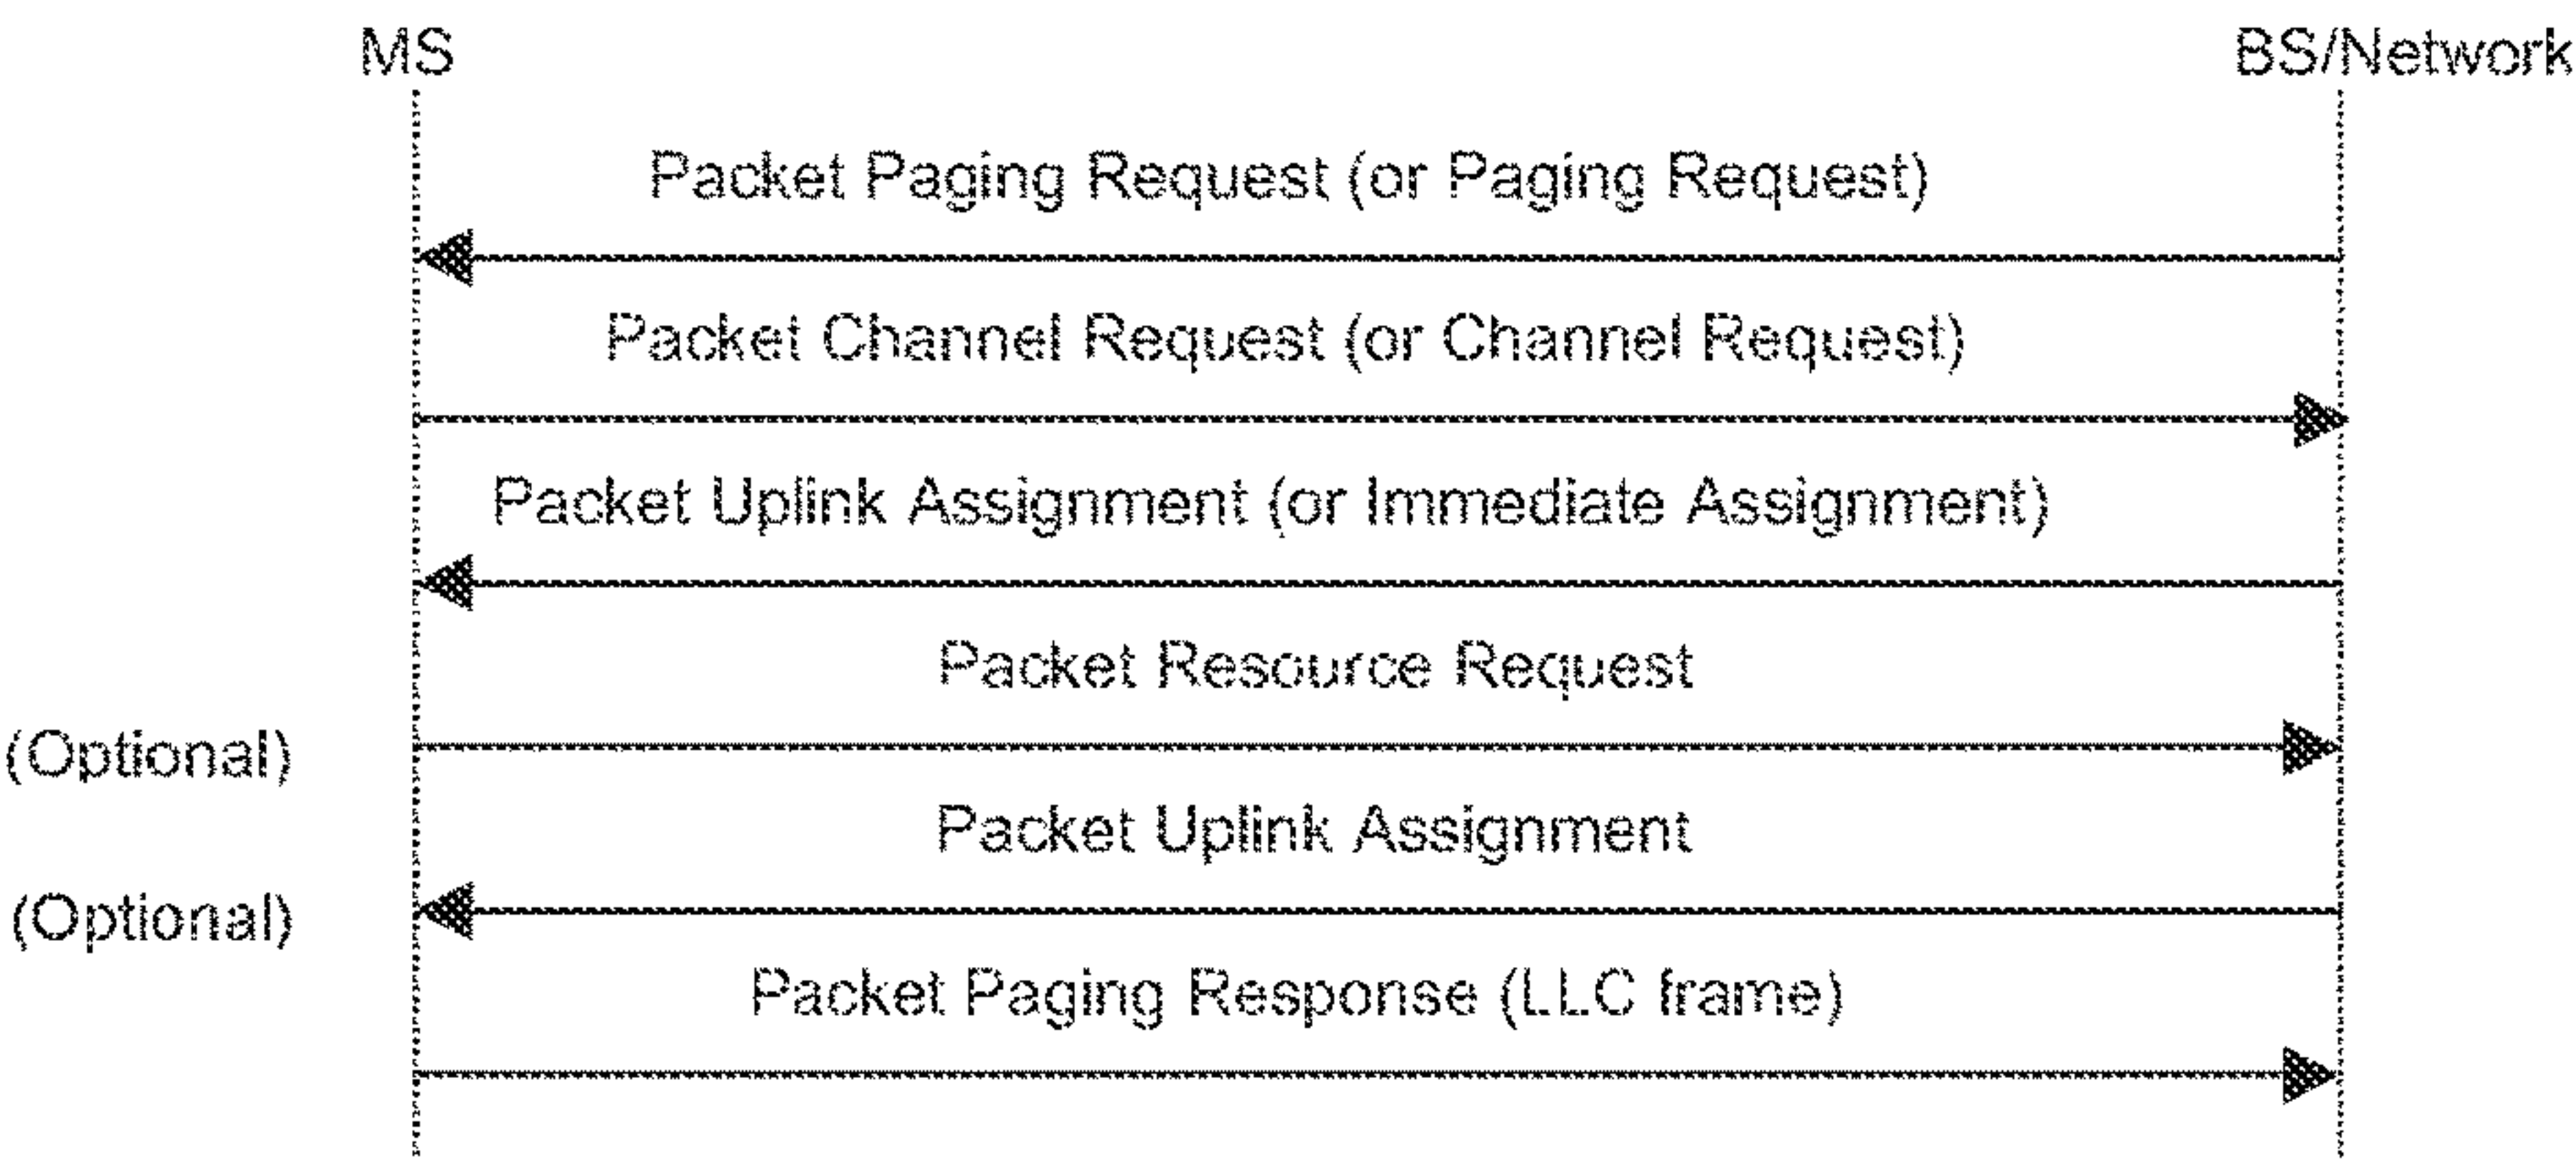 MS BS/Network
Packet Paging Request (or Paging Request)
Packet Channel Request (or Channel Request)
Packet Uplink Assignment (or Immediate Assignment)
Packet Resource Request
(Optional)
Packet Uplink Assignment
(Optional)
Packet Paging Response (LLC frame)